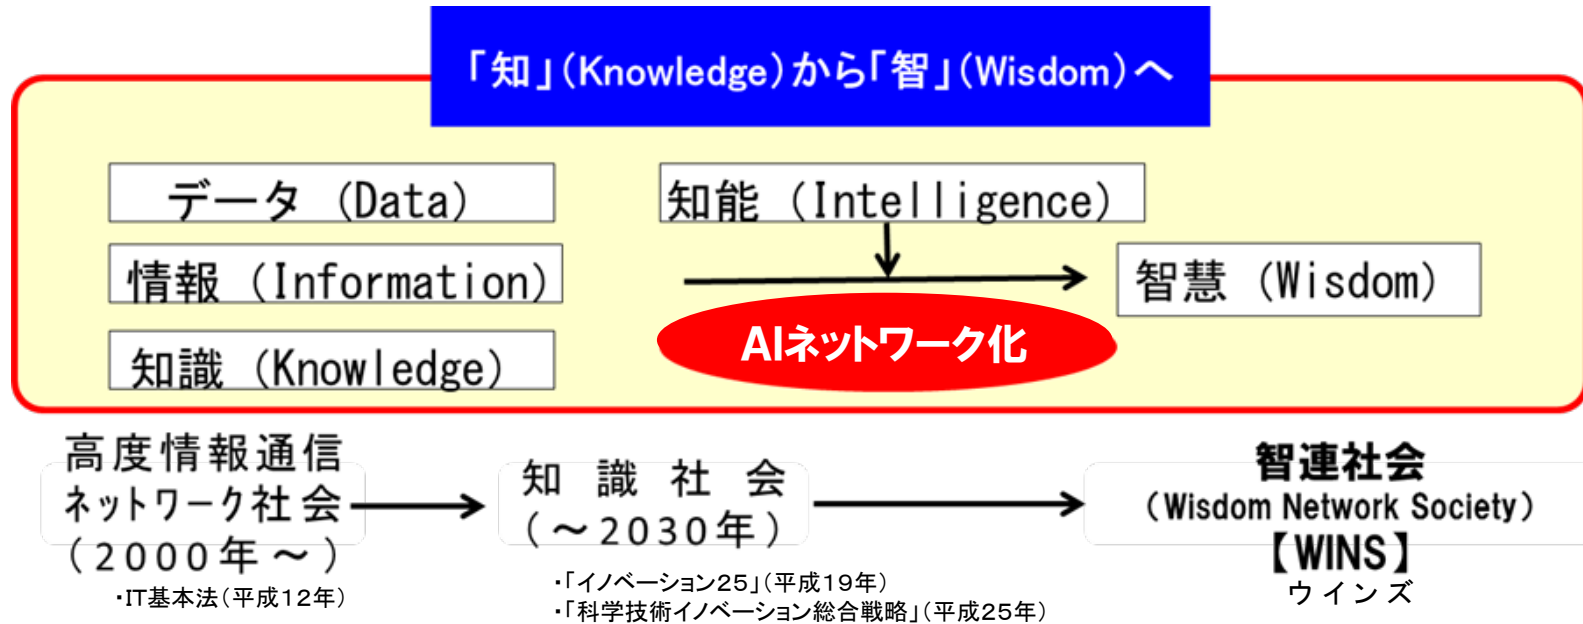 「知」(Knowledge)から「智」(Wisdom)へ
データ (Data)
知能 (Intelligence)
情報 (Information)
智慧 (Wisdom)
AIネットワーク化
知識 (Knowledge)
高度情報通信
ネットワーク社会
(2000年～)
・IT基本法(平成12年)
知識社会
(～2030年)
・「イノベーション25」(平成19年)
・「科学技術イノベーション総合戦略」(平成25年)
智連社会
(Wisdom Network Society)
【WINS】
ウインズ